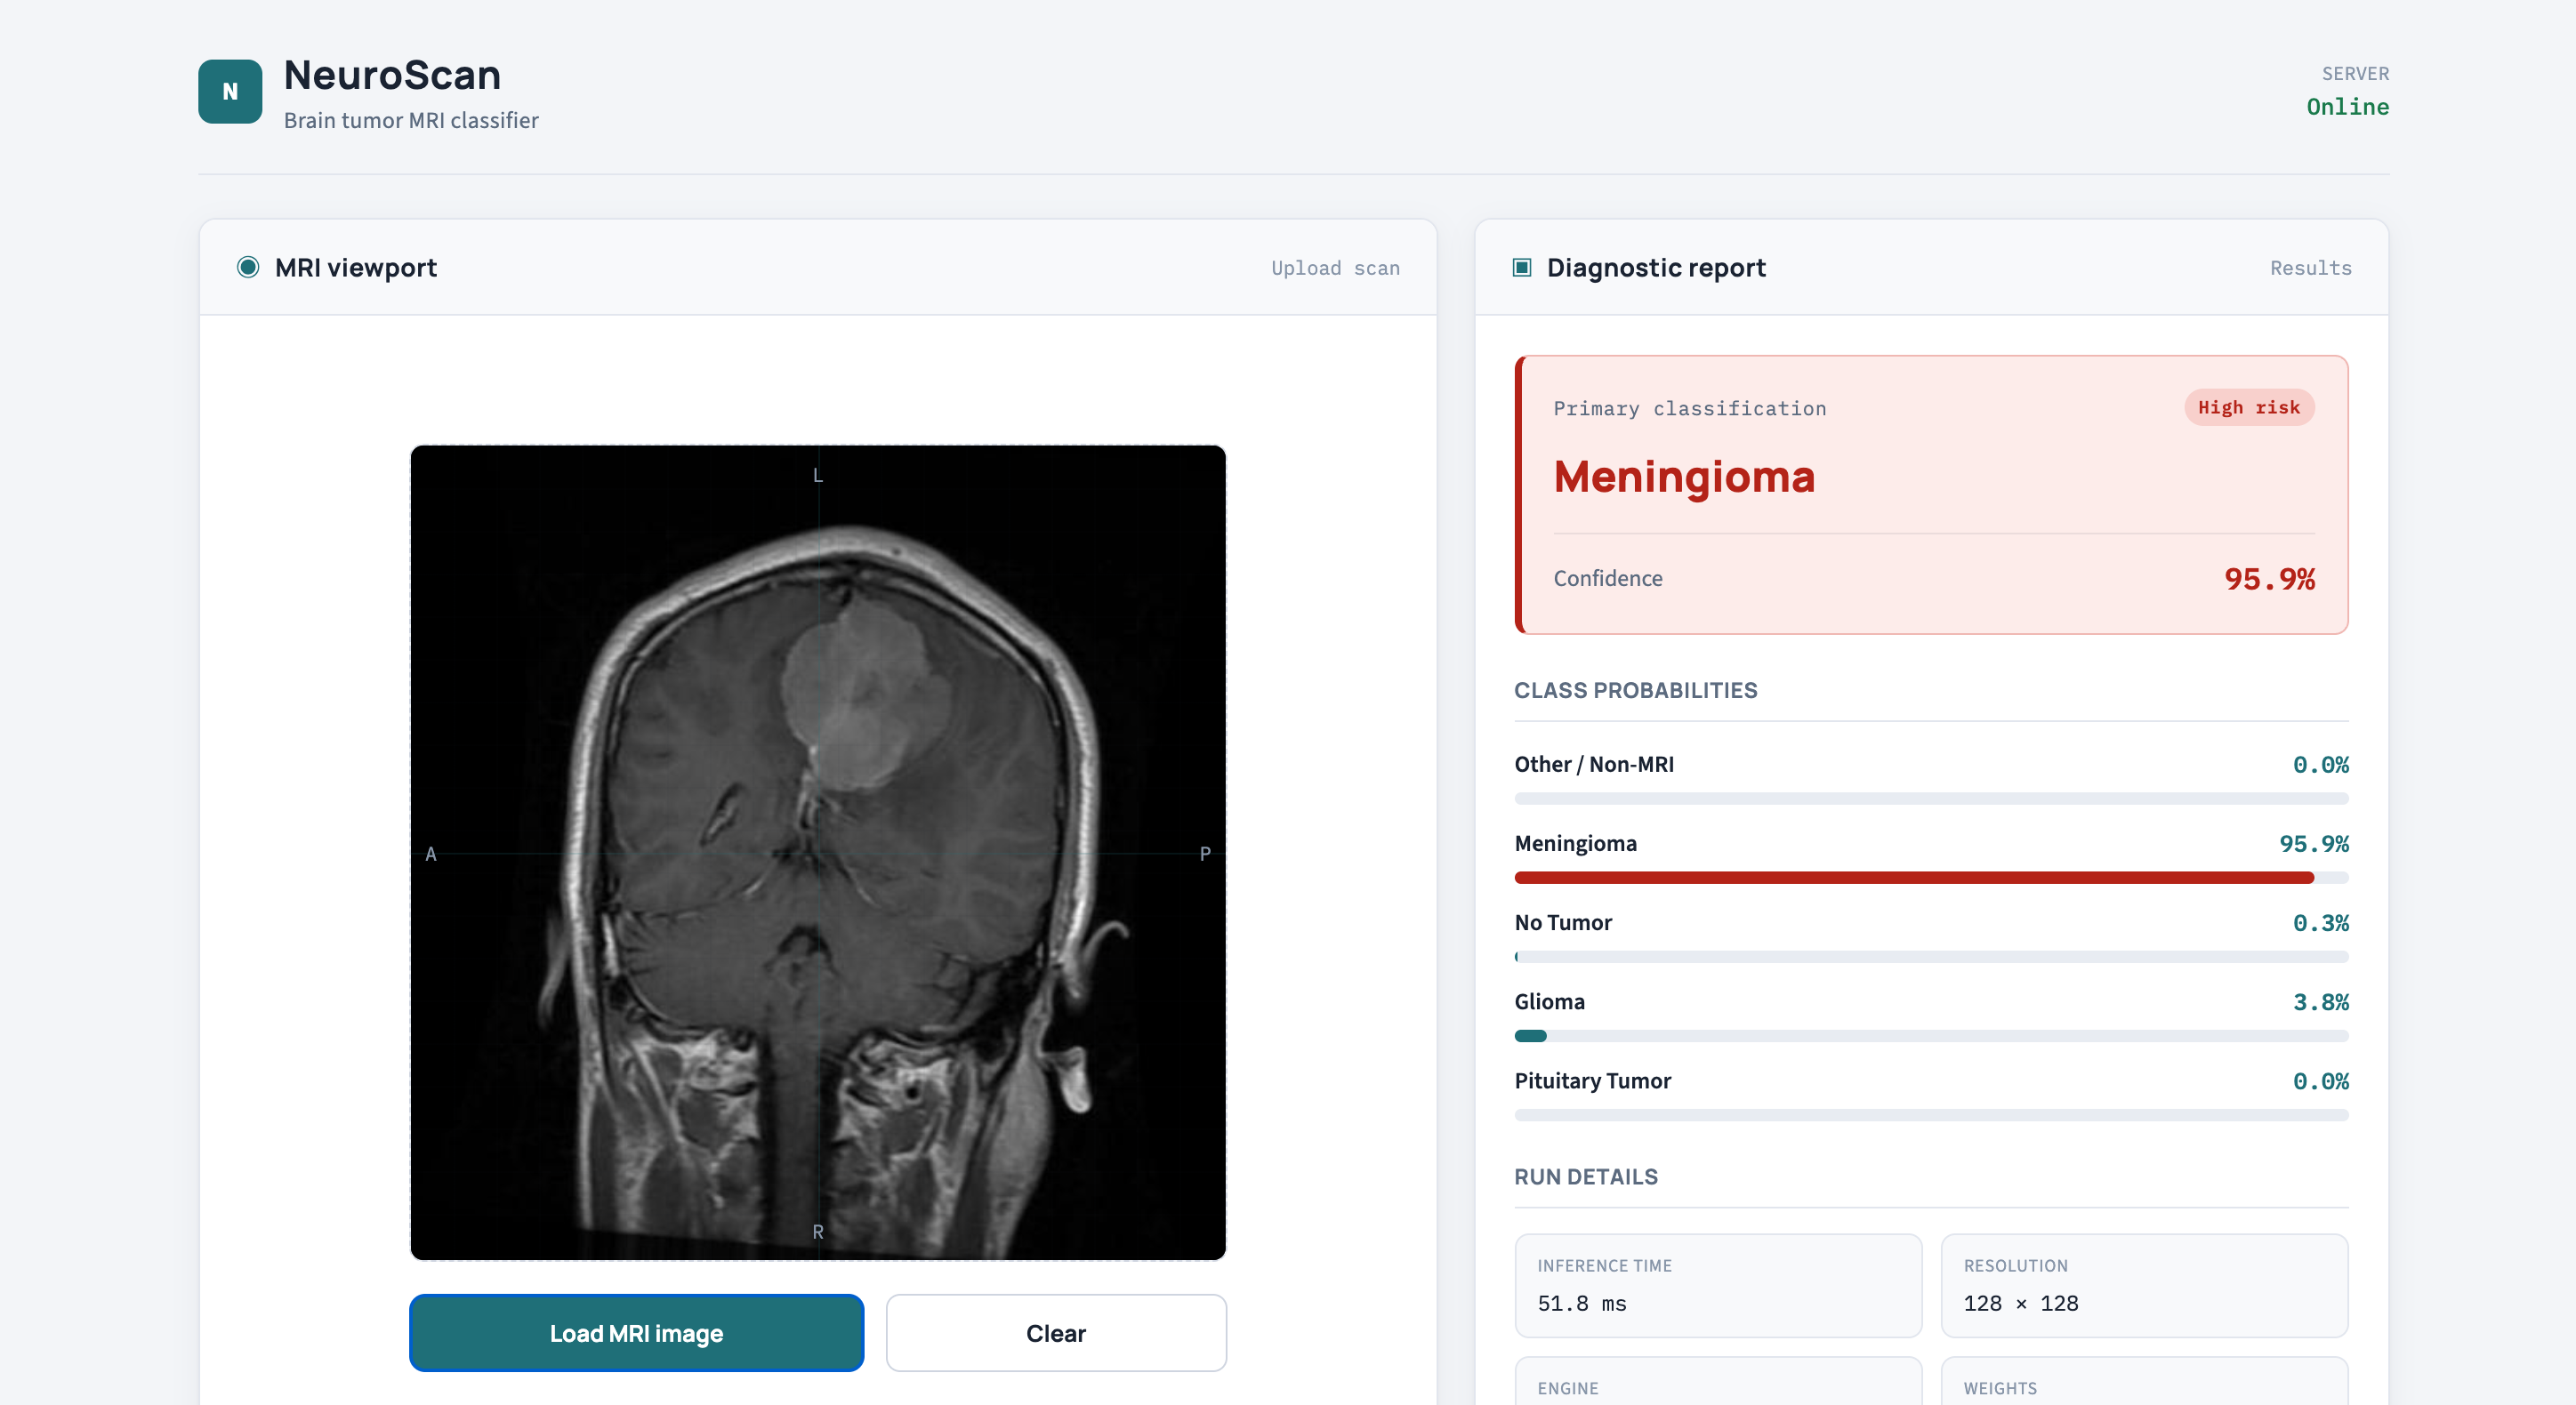 N
NeuroScan
Brain tumor MRI classifier
SERVER
Online
MRI viewport
Upload scan
L
A
P
R
Load MRI image
Clear
Diagnostic report
Results
Primary classification
High risk
Meningioma
Confidence
95.9%
CLASS PROBABILITIES
Other / Non-MRI
0.0%
Meningioma
95.9%
No Tumor
0.3%
Glioma
3.8%
Pituitary Tumor
0.0%
RUN DETAILS
INFERENCE TIME
51.8 ms
RESOLUTION
128 × 128
ENGINE
WEIGHTS